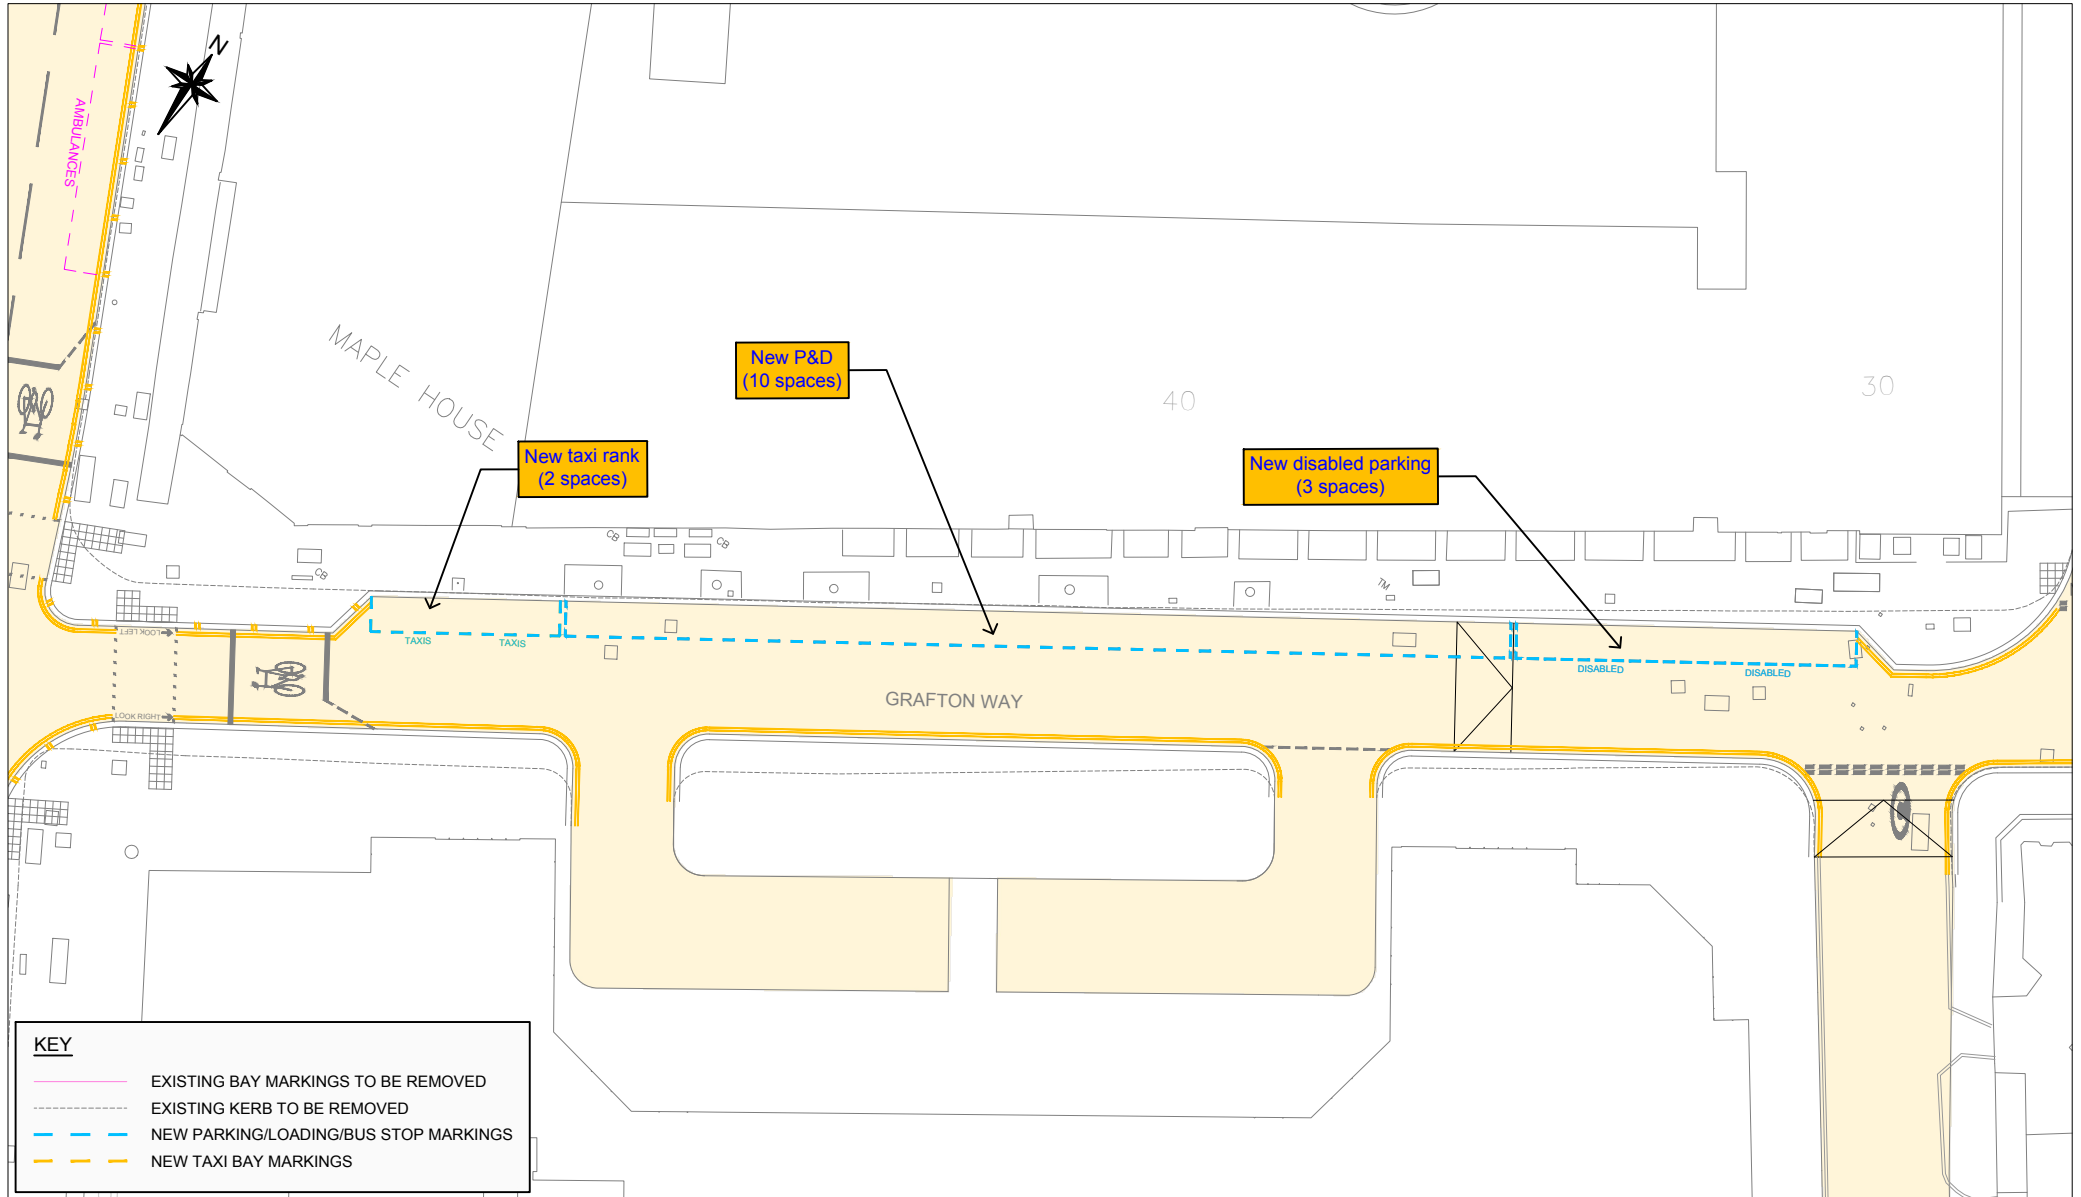 N
AMBULANCES
MAPLE HOUSE
New P&D
(10 spaces)
40
30
New taxi rank
(2 spaces)
New disabled parking
(3 spaces)
CB
CB
CB
TM
LOOK LEFT
TAXIS
TAXIS
DISABLED
DISABLED
GRAFTON WAY
LOOK RIGHT
KEY
EXISTING BAY MARKINGS TO BE REMOVED
EXISTING KERB TO BE REMOVED
NEW PARKING/LOADING/BUS STOP MARKINGS
NEW TAXI BAY MARKINGS